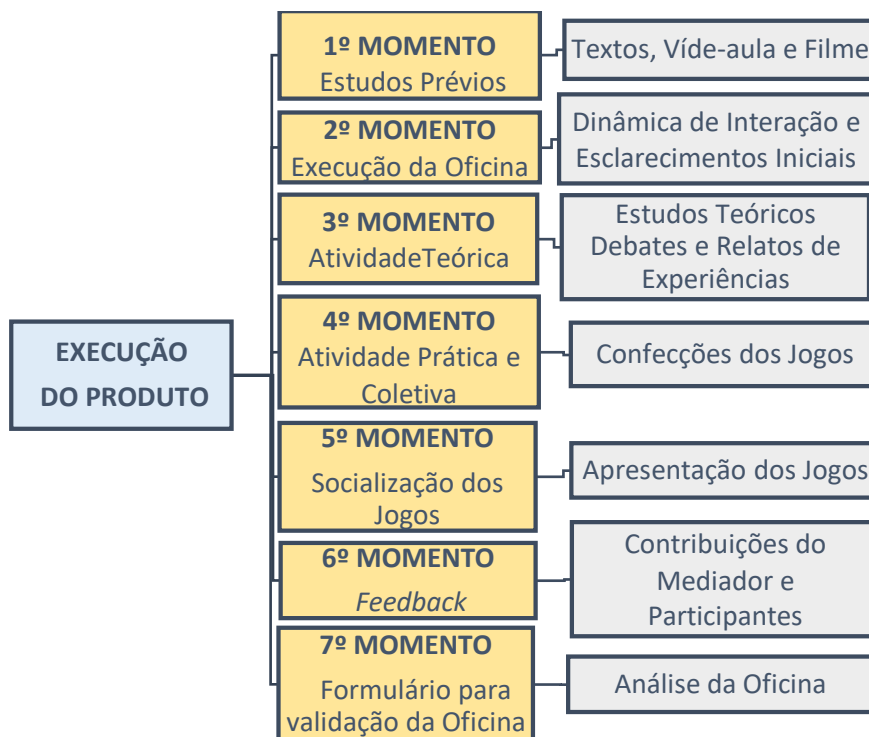 EXECUÇÃO
DO PRODUTO
1º MOMENTO
Estudos Prévios
Textos, Víde-aula e Filme
2º MOMENTO
Execução da Oficina
Dinâmica de Interação e
Esclarecimentos Iniciais
3º MOMENTO
AtividadeTeórica
Estudos Teóricos
Debates e Relatos de
Experiências
4º MOMENTO
Atividade Prática e
Coletiva
Confecções dos Jogos
5º MOMENTO
Socialização dos
Jogos
Apresentação dos Jogos
6º MOMENTO
Feedback
Contribuições do
Mediador e
Participantes
7º MOMENTO
Formulário para
validação da Oficina
Análise da Oficina